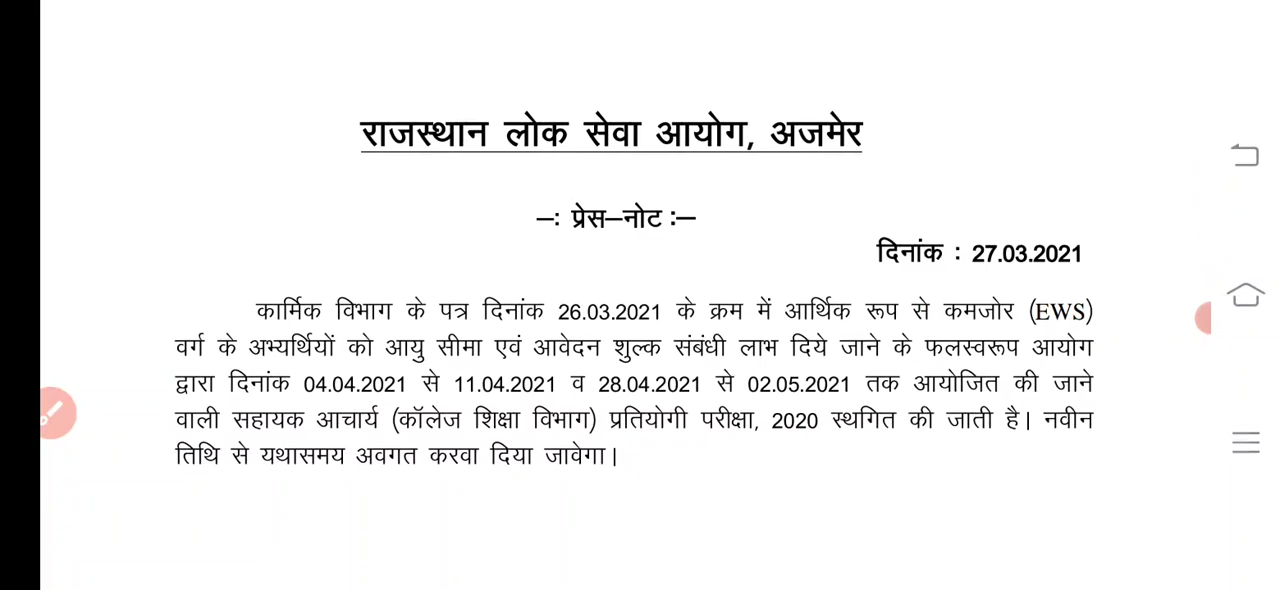 राजस्थान लोक सेवा आयोग, अजमेर
–: प्रेस–नोट :–
दिनांक : 27.03.2021
कार्मिक विभाग के पत्र दिनांक 26.03.2021 के क्रम में आर्थिक रूप से कमजोर (EWS)
वर्ग के अभ्यर्थियों को आयु सीमा एवं आवेदन शुल्क संबंधी लाभ दिये जाने के फलस्वरूप आयोग
द्वारा दिनांक 04.04.2021 से 11.04.2021 व 28.04.2021 से 02.05.2021 तक आयोजित की जाने
वाली सहायक आचार्य (कॉलेज शिक्षा विभाग) प्रतियोगी परीक्षा, 2020 स्थगित की जाती है। नवीन
तिथि से यथासमय अवगत करवा दिया जावेगा।